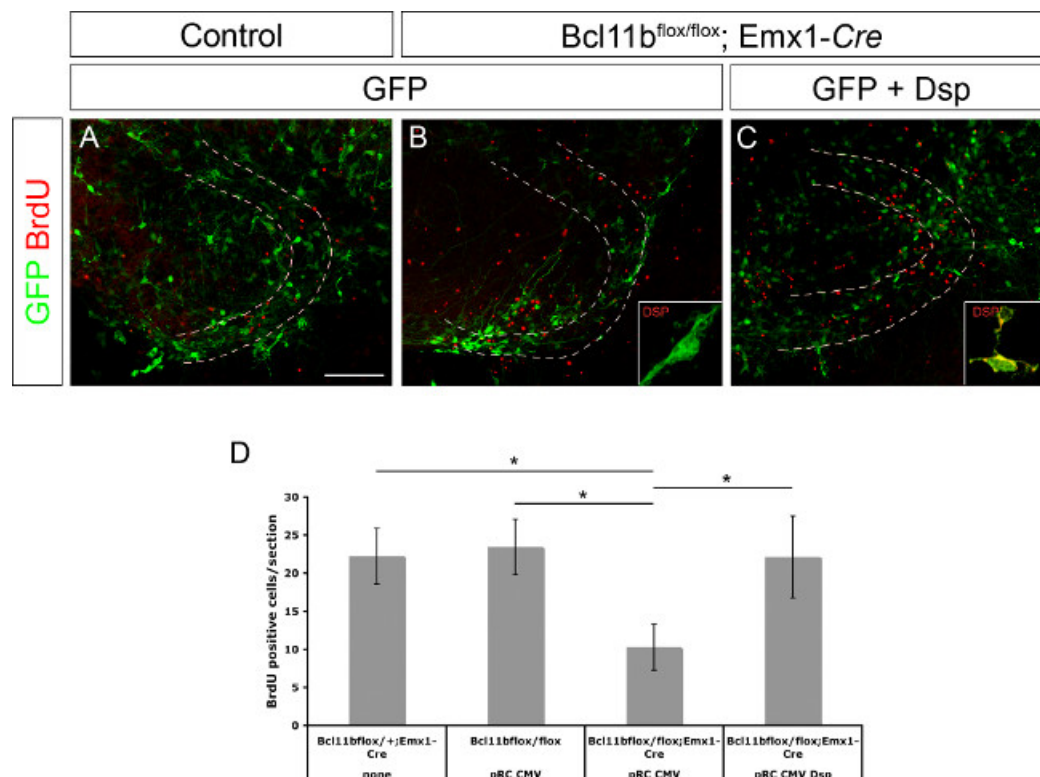 Control
Bcl11bflox/flox; Emx1-Cre
GFP
GFP + Dsp
GFP BrdU
A
B
C
DSP
DSP
D
*
*
*
BrdU positive cells/section
30
25
20
15
10
5
0
Bcl11bflox/+;Emx1-
Cre
none
Bcl11bflox/flox
pRC CMV
Bcl11bflox/flox;Emx1-
Cre
pRC CMV
Bcl11bflox/flox;Emx1-
Cre
pRC CMV Dsp